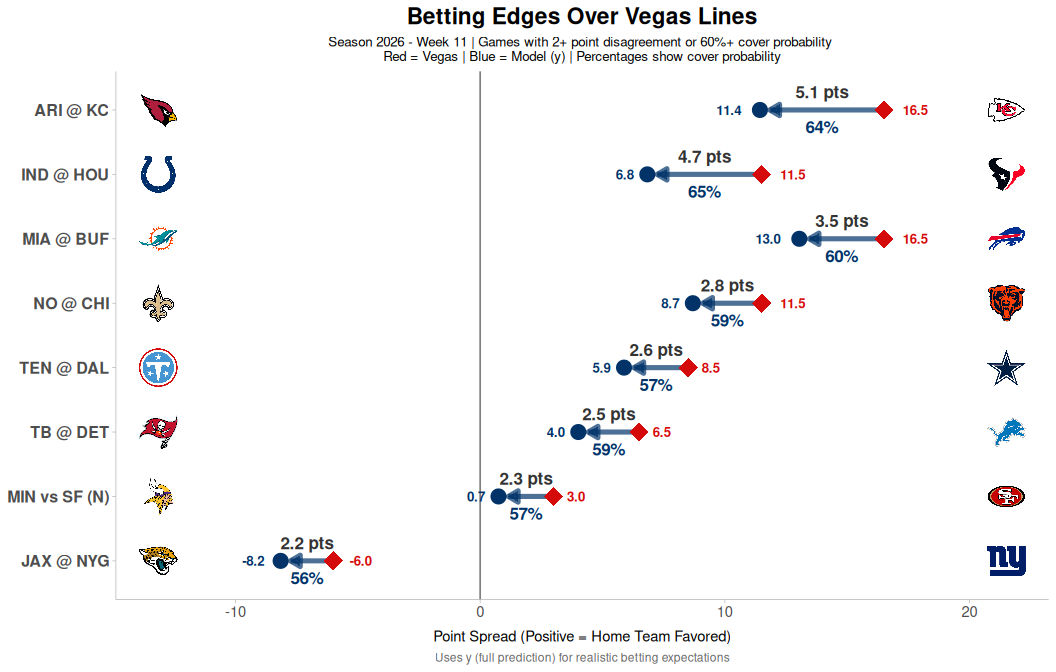 Betting Edges Over Vegas Lines
Season 2026 - Week 11 | Games with 2+ point disagreement or 60%+ cover probability
Red = Vegas | Blue = Model (y) | Percentages show cover probability
ARI @ KC
5.1 pts
11.4
16.5
64%
IND @ HOU
4.7 pts
6.8
11.5
65%
MIA @ BUF
3.5 pts
13.0
16.5
60%
NO @ CHI
2.8 pts
8.7
11.5
59%
TEN @ DAL
2.6 pts
5.9
8.5
57%
TB @ DET
2.5 pts
4.0
6.5
59%
MIN vs SF (N)
2.3 pts
0.7
3.0
57%
JAX @ NYG
2.2 pts
-8.2
-6.0
56%
ny
-10 0 10 20
Point Spread (Positive = Home Team Favored)
Uses y (full prediction) for realistic betting expectations